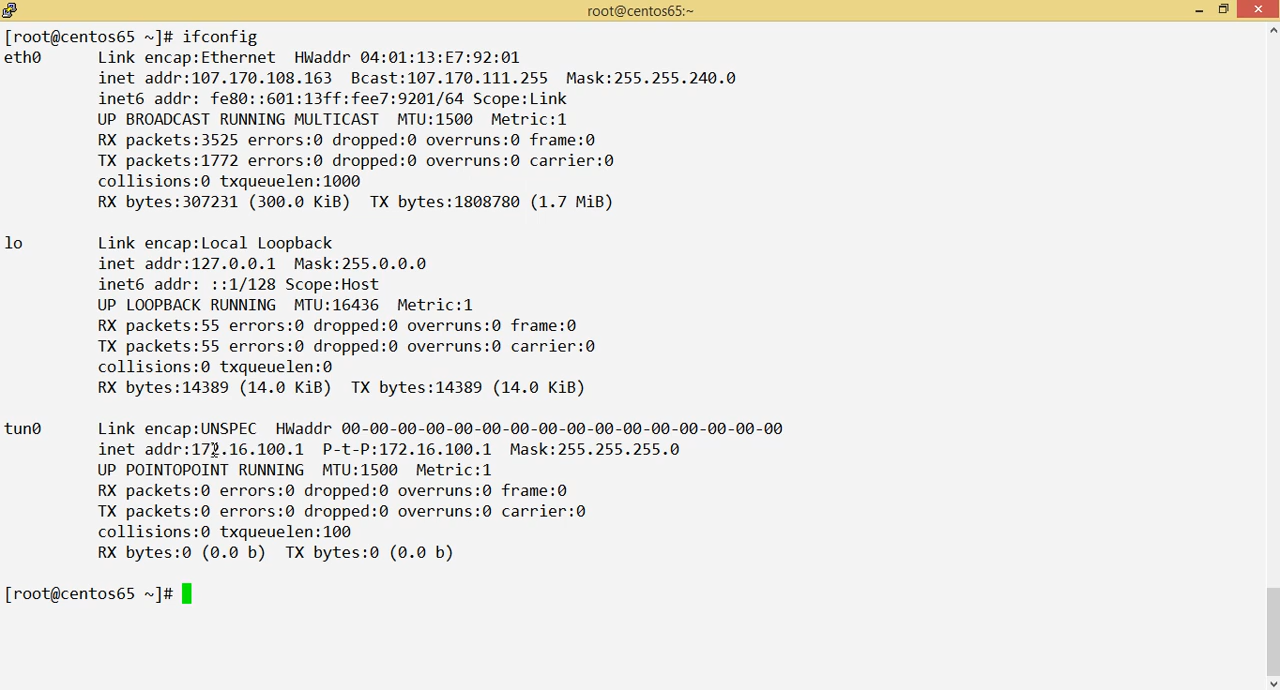 root@centos65:~
[root@centos65 ~]# ifconfig
eth0      Link encap:Ethernet  HWaddr 04:01:13:E7:92:01
          inet addr:107.170.108.163  Bcast:107.170.111.255  Mask:255.255.240.0
          inet6 addr: fe80::601:13ff:fee7:9201/64 Scope:Link
          UP BROADCAST RUNNING MULTICAST  MTU:1500  Metric:1
          RX packets:3525 errors:0 dropped:0 overruns:0 frame:0
          TX packets:1772 errors:0 dropped:0 overruns:0 carrier:0
          collisions:0 txqueuelen:1000
          RX bytes:307231 (300.0 KiB)  TX bytes:1808780 (1.7 MiB)

lo        Link encap:Local Loopback
          inet addr:127.0.0.1  Mask:255.0.0.0
          inet6 addr: ::1/128 Scope:Host
          UP LOOPBACK RUNNING  MTU:16436  Metric:1
          RX packets:55 errors:0 dropped:0 overruns:0 frame:0
          TX packets:55 errors:0 dropped:0 overruns:0 carrier:0
          collisions:0 txqueuelen:0
          RX bytes:14389 (14.0 KiB)  TX bytes:14389 (14.0 KiB)

tun0      Link encap:UNSPEC  HWaddr 00-00-00-00-00-00-00-00-00-00-00-00-00-00-00-00
          inet addr:172.16.100.1  P-t-P:172.16.100.1  Mask:255.255.255.0
          UP POINTOPOINT RUNNING  MTU:1500  Metric:1
          RX packets:0 errors:0 dropped:0 overruns:0 frame:0
          TX packets:0 errors:0 dropped:0 overruns:0 carrier:0
          collisions:0 txqueuelen:100
          RX bytes:0 (0.0 b)  TX bytes:0 (0.0 b)

[root@centos65 ~]#